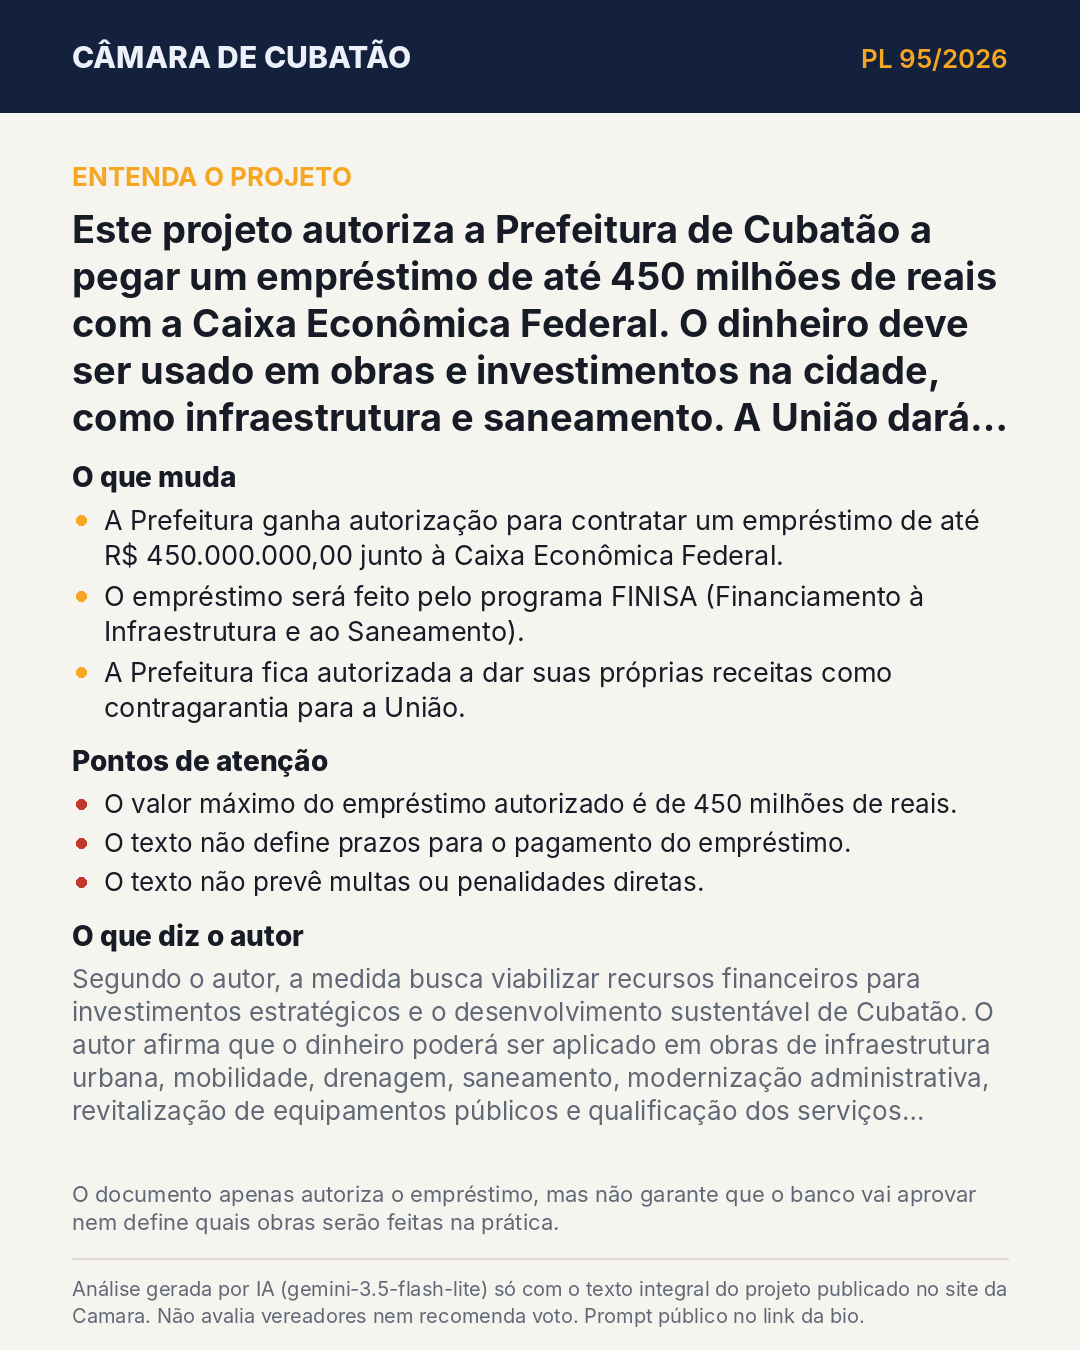 CÂMARA DE CUBATÃO
PL 95/2026
ENTENDA O PROJETO
Este projeto autoriza a Prefeitura de Cubatão a
pegar um empréstimo de até 450 milhões de reais
com a Caixa Econômica Federal. O dinheiro deve
ser usado em obras e investimentos na cidade,
como infraestrutura e saneamento. A União dará...
O que muda
A Prefeitura ganha autorização para contratar um empréstimo de até
R$ 450.000.000,00 junto à Caixa Econômica Federal.
O empréstimo será feito pelo programa FINISA (Financiamento à
Infraestrutura e ao Saneamento).
A Prefeitura fica autorizada a dar suas próprias receitas como
contragarantia para a União.
Pontos de atenção
O valor máximo do empréstimo autorizado é de 450 milhões de reais.
O texto não define prazos para o pagamento do empréstimo.
O texto não prevê multas ou penalidades diretas.
O que diz o autor
Segundo o autor, a medida busca viabilizar recursos financeiros para
investimentos estratégicos e o desenvolvimento sustentável de Cubatão. O
autor afirma que o dinheiro poderá ser aplicado em obras de infraestrutura
urbana, mobilidade, drenagem, saneamento, modernização administrativa,
revitalização de equipamentos públicos e qualificação dos serviços...
O documento apenas autoriza o empréstimo, mas não garante que o banco vai aprovar
nem define quais obras serão feitas na prática.
Análise gerada por IA (gemini-3.5-flash-lite) só com o texto integral do projeto publicado no site da
Camara. Não avalia vereadores nem recomenda voto. Prompt público no link da bio.